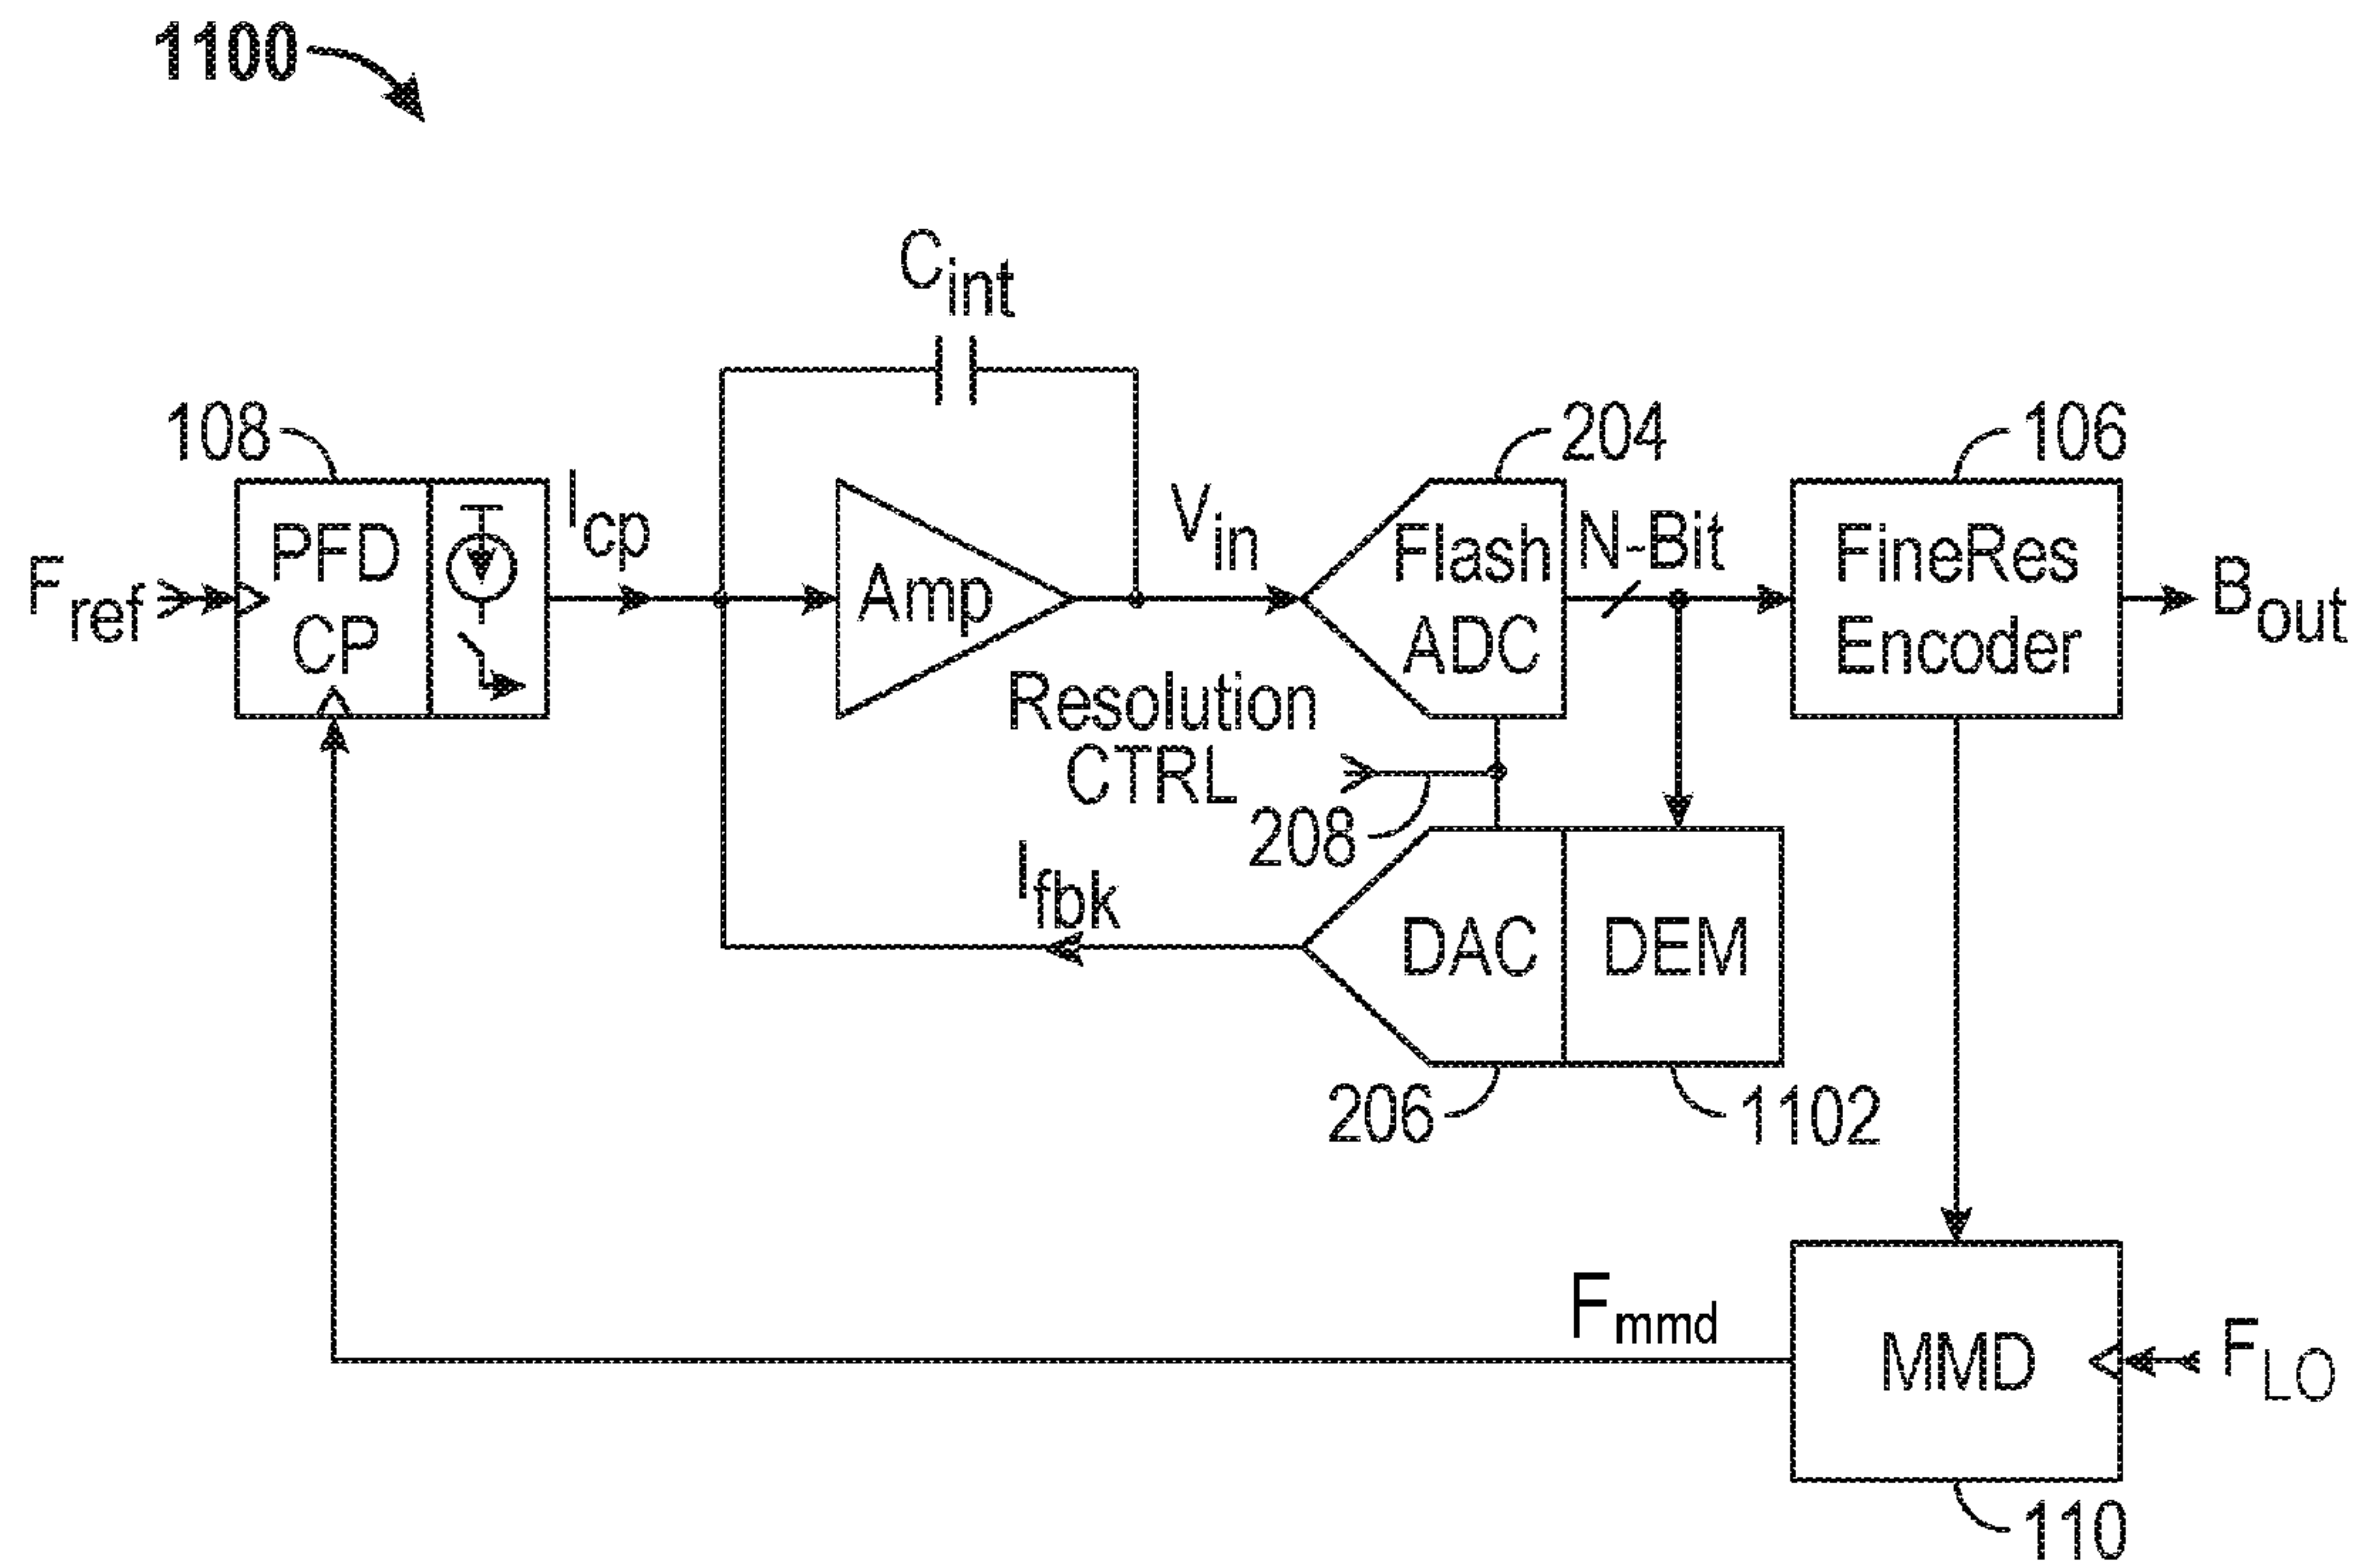 1100
Cint
108
204
106
PFD
CP
Icp
Fref
Amp
Vin
Flash
ADC
N-Bit
FineRes
Encoder
Bout
Resolution
CTRL
208
Ifbk
DAC
DEM
206
1102
Fmmd
MMD
FLO
110